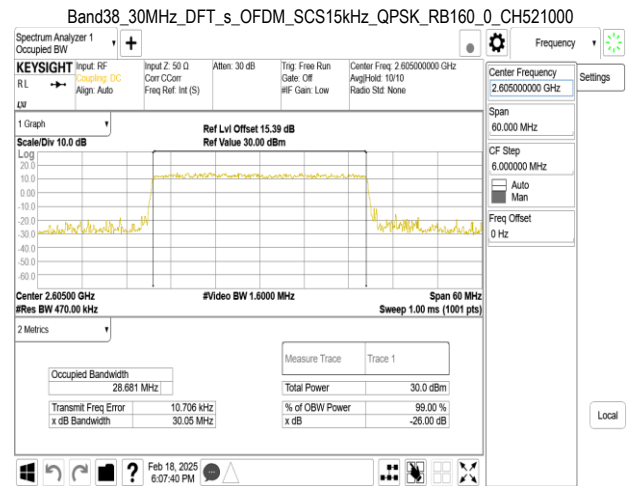 Band38_30MHz_DFT_s_OFDM_SCS15kHz_QPSK_RB160_0_CH521000
Spectrum Analyzer 1
Occupied BW
+
Frequency
KEYSIGHT
RL
Input: RF
Coupling: DC
Align: Auto
Input Z: 50 Ω
Corr CCorr
Freq Ref: Int (S)
Atten: 30 dB
Trig: Free Run
Gate: Off
#IF Gain: Low
Center Freq: 2.605000000 GHz
Avg|Hold: 10/10
Radio Std: None
Center Frequency
2.605000000 GHz
Settings
Span
60.000 MHz
CF Step
6.000000 MHz
Auto
Man
Freq Offset
0 Hz
Local
1 Graph
Scale/Div 10.0 dB
Ref Lvl Offset 15.39 dB
Ref Value 30.00 dBm
Log
20.0
10.0
0.00
-10.0
-20.0
-30.0
-40.0
-50.0
-60.0
Center 2.60500 GHz
#Res BW 470.00 kHz
#Video BW 1.6000 MHz
Span 60 MHz
Sweep 1.00 ms (1001 pts)
2 Metrics
Measure Trace
Trace 1
Occupied Bandwidth
28.681 MHz
Total Power
30.0 dBm
Transmit Freq Error
10.706 kHz
% of OBW Power
99.00 %
x dB Bandwidth
30.05 MHz
x dB
-26.00 dB
?
Feb 18, 2025
6:07:40 PM